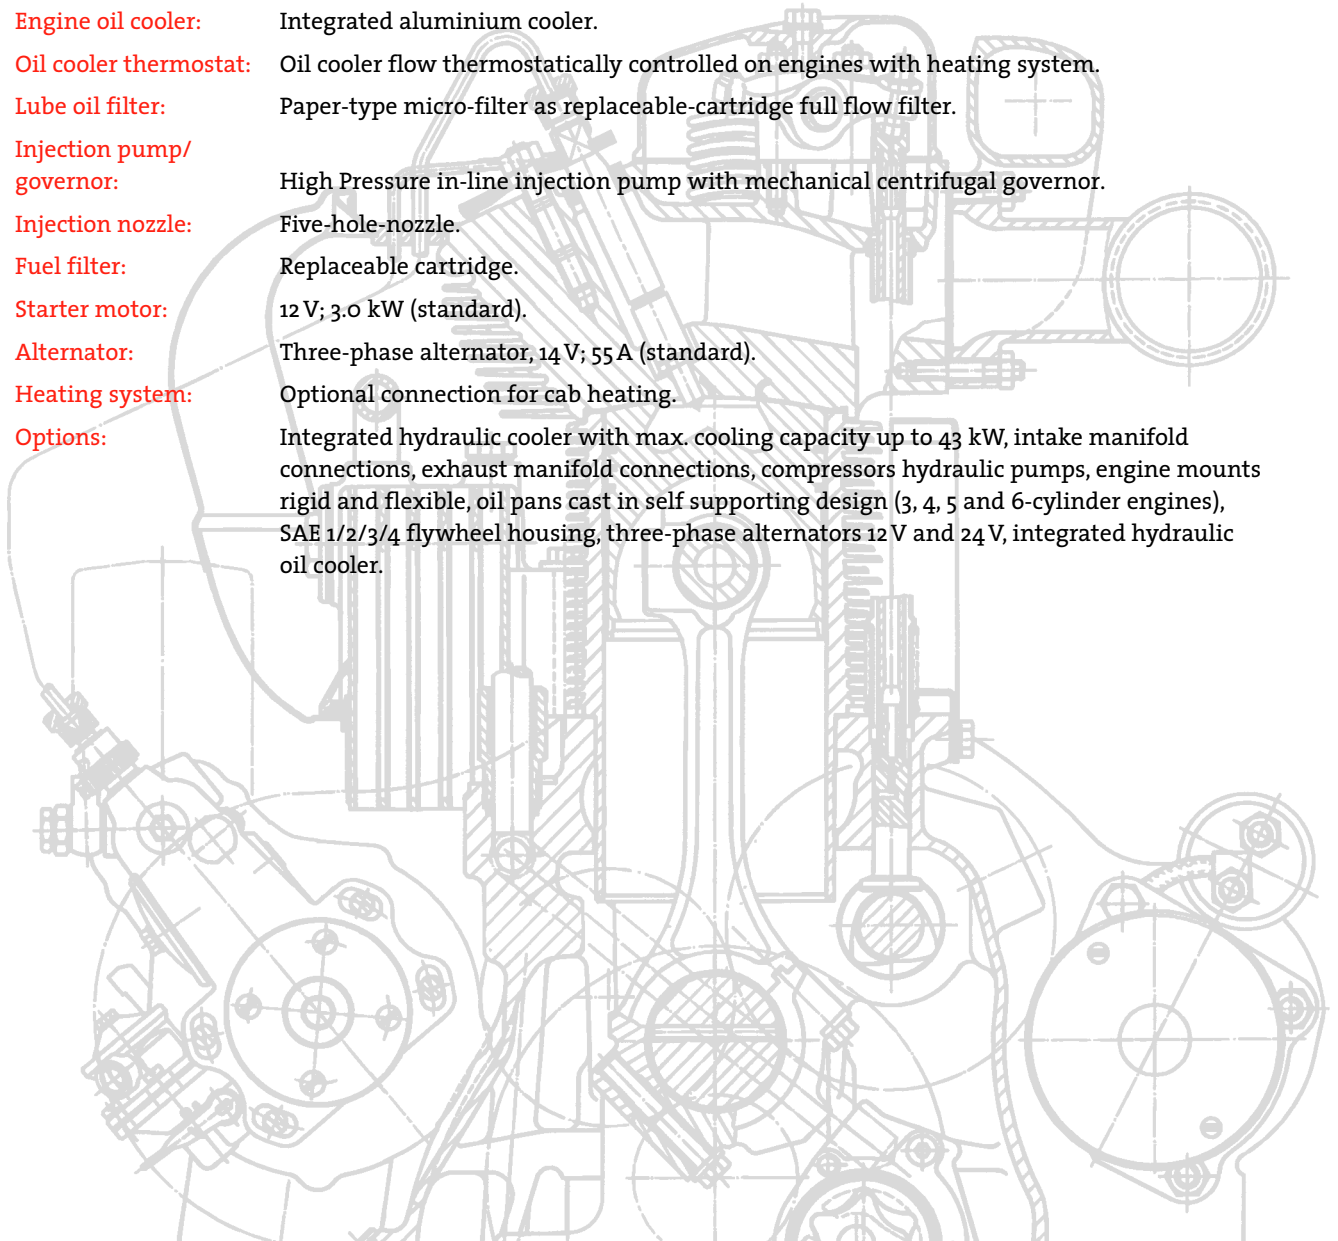 Engine oil cooler: Integrated aluminium cooler.
Oil cooler thermostat: Oil cooler flow thermostatically controlled on engines with heating system.
Lube oil filter: Paper-type micro-filter as replaceable-cartridge full flow filter.
Injection pump/
governor: High Pressure in-line injection pump with mechanical centrifugal governor.
Injection nozzle: Five-hole-nozzle.
Fuel filter: Replaceable cartridge.
Starter motor: 12 V; 3.0 kW (standard).
Alternator: Three-phase alternator, 14 V; 55 A (standard).
Heating system: Optional connection for cab heating.
Options: Integrated hydraulic cooler with max. cooling capacity up to 43 kW, intake manifold
connections, exhaust manifold connections, compressors hydraulic pumps, engine mounts
rigid and flexible, oil pans cast in self supporting design (3, 4, 5 and 6-cylinder engines),
SAE 1/2/3/4 flywheel housing, three-phase alternators 12 V and 24 V, integrated hydraulic
oil cooler.